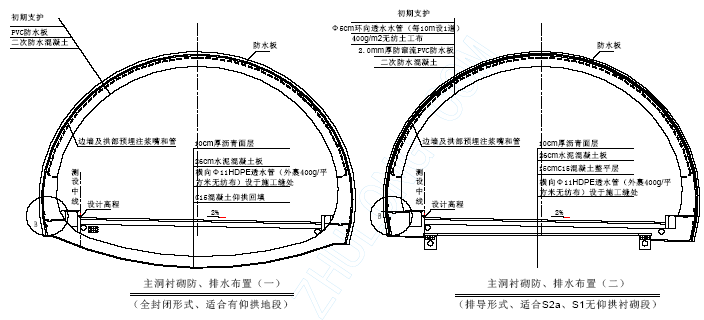 初期支护
PVC防水板
二次防水混凝土
防水板
边墙及拱部预埋注浆嘴和管
10cm厚沥青面层
26cm水泥混凝土板
横向Φ11HDPE透水管（外裹400g/平
方米无纺布）设于施工缝处
C15混凝土仰拱回填
测设中线
设计高程
2%
主洞衬砌防、排水布置（一）
（全封闭形式、适合有仰拱地段）
初期支护
Φ5cm环向透水水管（每10m设1道）
400g/m2无纺土工布
2.0mm厚防窜流PVC防水板
二次防水混凝土
防水板
边墙及拱部预埋注浆嘴和管
10cm厚沥青面层
26cm水泥混凝土板
15cmC15混凝土整平层
横向Φ11HDPE透水管（外裹400g/平
方米无纺布）设于施工缝处
测设中线
设计高程
2%
主洞衬砌防、排水布置（二）
（排导形式、适合S2a、S1无仰拱衬砌段）